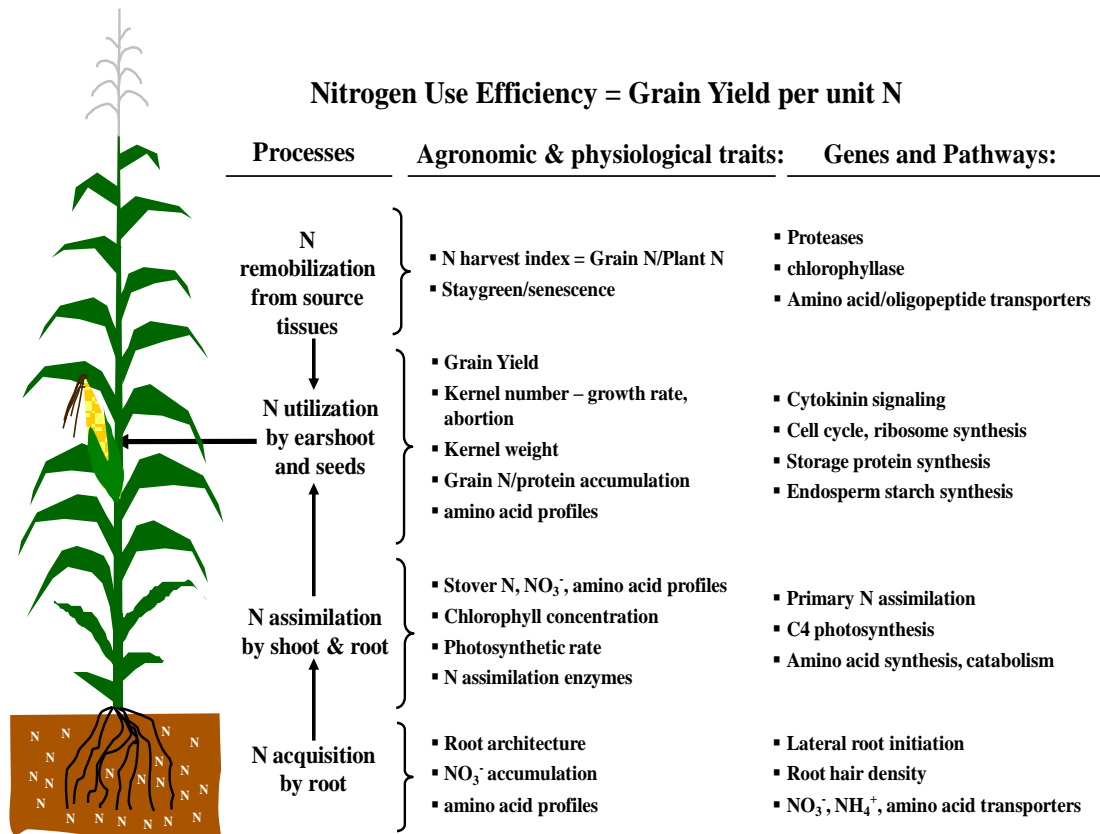 Nitrogen Use Efficiency = Grain Yield per unit N
Processes
Agronomic & physiological traits:
Genes and Pathways:
N
remobilization
from source
tissues
▪ N harvest index = Grain N/Plant N
▪ Staygreen/senescence
▪ Proteases
▪ chlorophyllase
▪ Amino acid/oligopeptide transporters
N utilization
by earshoot
and seeds
▪ Grain Yield
▪ Kernel number – growth rate,
abortion
▪ Kernel weight
▪ Grain N/protein accumulation
▪ amino acid profiles
▪ Cytokinin signaling
▪ Cell cycle, ribosome synthesis
▪ Storage protein synthesis
▪ Endosperm starch synthesis
N assimilation
by shoot & root
▪ Stover N, NO₃⁻, amino acid profiles
▪ Chlorophyll concentration
▪ Photosynthetic rate
▪ N assimilation enzymes
▪ Primary N assimilation
▪ C4 photosynthesis
▪ Amino acid synthesis, catabolism
N acquisition
by root
▪ Root architecture
▪ NO₃⁻ accumulation
▪ amino acid profiles
▪ Lateral root initiation
▪ Root hair density
▪ NO₃⁻, NH₄⁺, amino acid transporters
N N N N
N N N N N N
N N N N N
N N N N N N